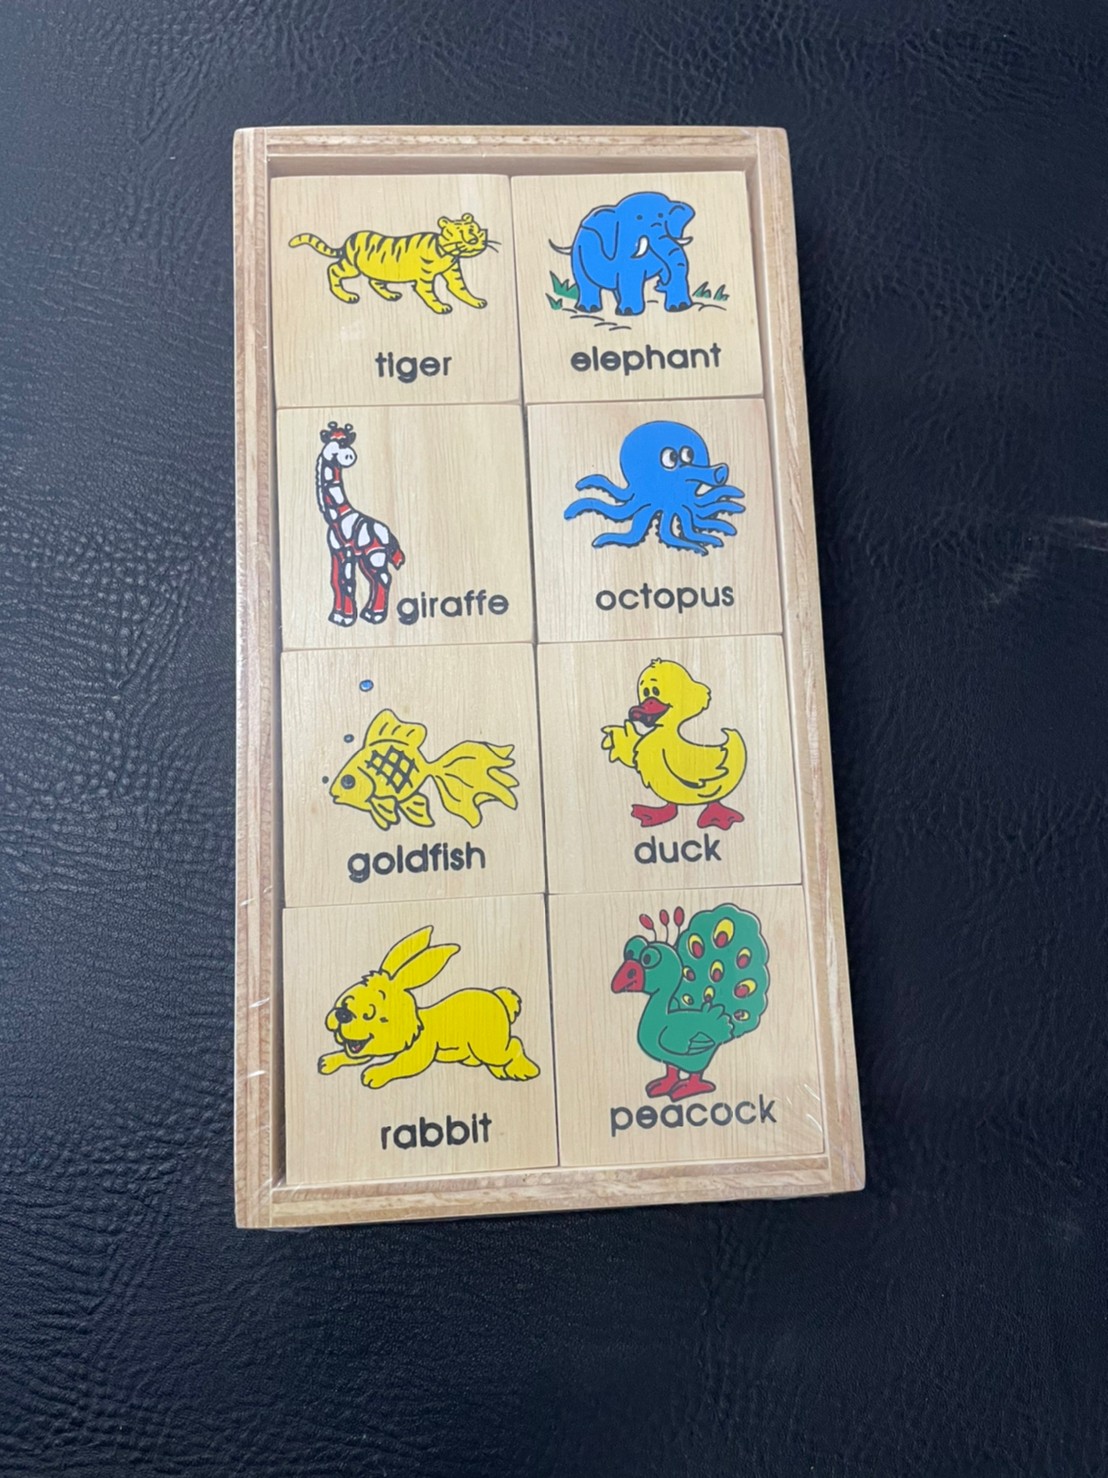 tiger
elephant
giraffe
octopus
goldfish
duck
rabbit
peacock